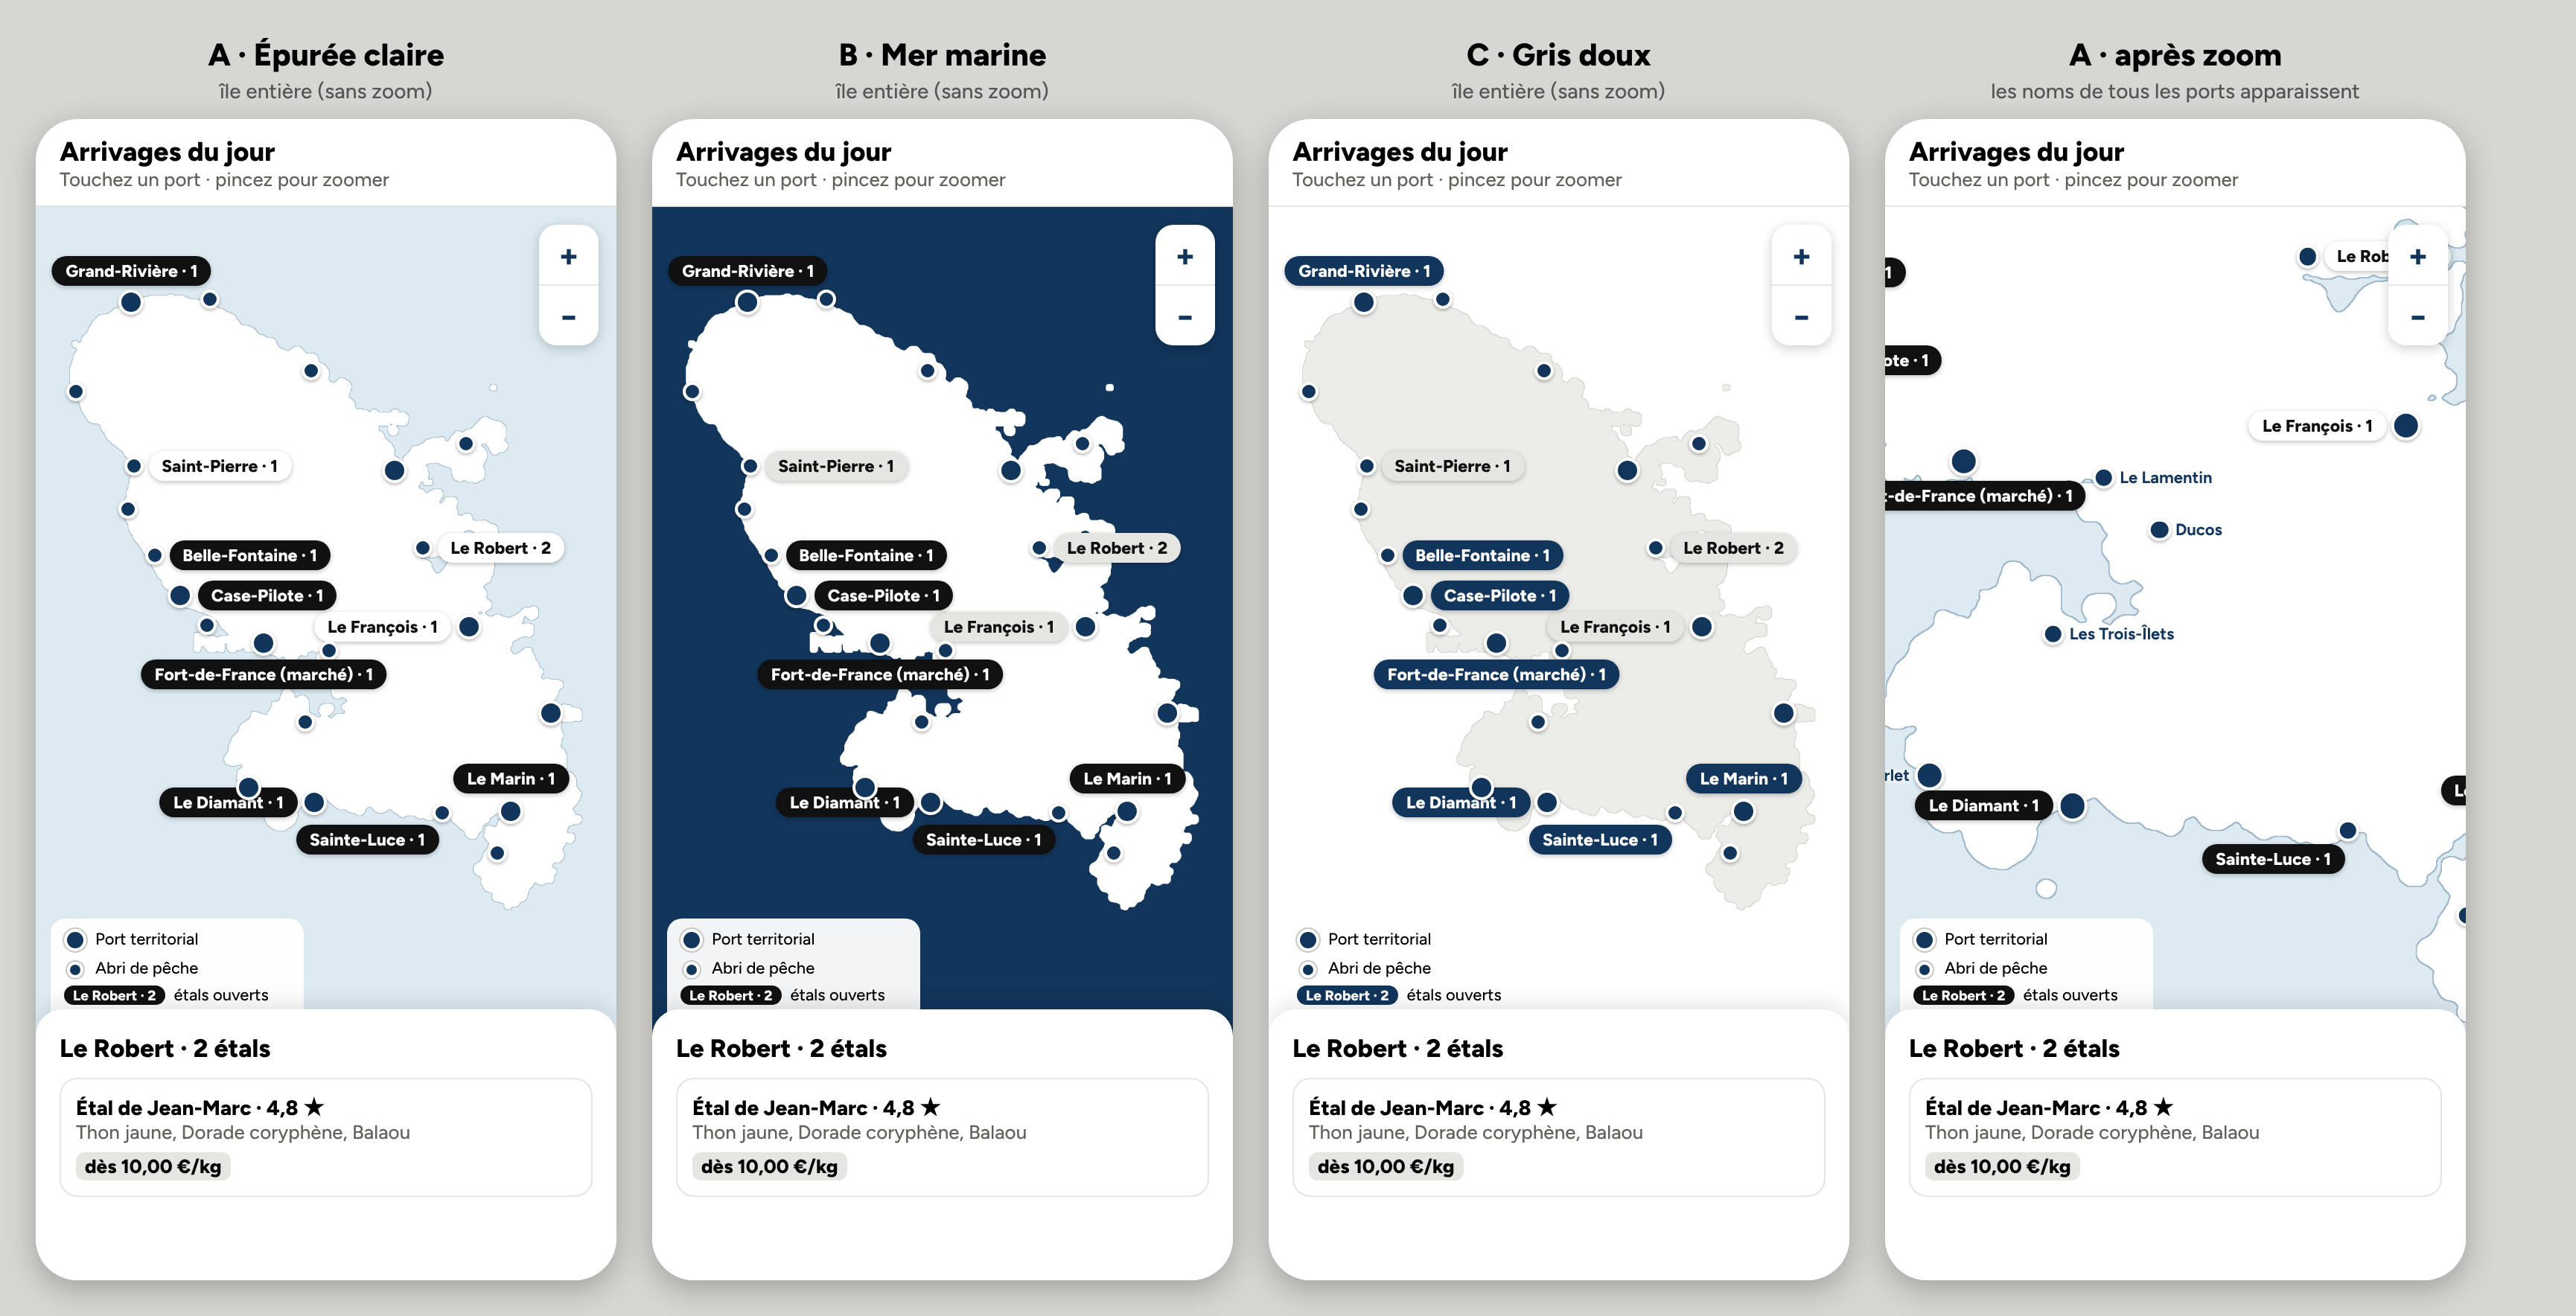 A · Épurée claire
île entière (sans zoom)
Arrivages du jour
Touchez un port · pincez pour zoomer
+
−
Grand-Rivière · 1
Saint-Pierre · 1
Le Robert · 2
Belle-Fontaine · 1
Case-Pilote · 1
Le François · 1
Fort-de-France (marché) · 1
Le Marin · 1
Le Diamant · 1
Sainte-Luce · 1
Port territorial
Abri de pêche
Le Robert · 2 étals ouverts
Le Robert · 2 étals
Étal de Jean-Marc · 4,8 ★
Thon jaune, Dorade coryphène, Balaou
dès 10,00 €/kg
B · Mer marine
île entière (sans zoom)
Arrivages du jour
Touchez un port · pincez pour zoomer
+
−
Grand-Rivière · 1
Saint-Pierre · 1
Le Robert · 2
Belle-Fontaine · 1
Case-Pilote · 1
Le François · 1
Fort-de-France (marché) · 1
Le Marin · 1
Le Diamant · 1
Sainte-Luce · 1
Port territorial
Abri de pêche
Le Robert · 2 étals ouverts
Le Robert · 2 étals
Étal de Jean-Marc · 4,8 ★
Thon jaune, Dorade coryphène, Balaou
dès 10,00 €/kg
C · Gris doux
île entière (sans zoom)
Arrivages du jour
Touchez un port · pincez pour zoomer
+
−
Grand-Rivière · 1
Saint-Pierre · 1
Le Robert · 2
Belle-Fontaine · 1
Case-Pilote · 1
Le François · 1
Fort-de-France (marché) · 1
Le Marin · 1
Le Diamant · 1
Sainte-Luce · 1
Port territorial
Abri de pêche
Le Robert · 2 étals ouverts
Le Robert · 2 étals
Étal de Jean-Marc · 4,8 ★
Thon jaune, Dorade coryphène, Balaou
dès 10,00 €/kg
A · après zoom
les noms de tous les ports apparaissent
Arrivages du jour
Touchez un port · pincez pour zoomer
+
−
Le Rob
1
ote · 1
Le François · 1
Le Lamentin
t-de-France (marché) · 1
Ducos
Les Trois-Îlets
rlet
Le Diamant · 1
Sainte-Luce · 1
Port territorial
Abri de pêche
Le Robert · 2 étals ouverts
Le Robert · 2 étals
Étal de Jean-Marc · 4,8 ★
Thon jaune, Dorade coryphène, Balaou
dès 10,00 €/kg